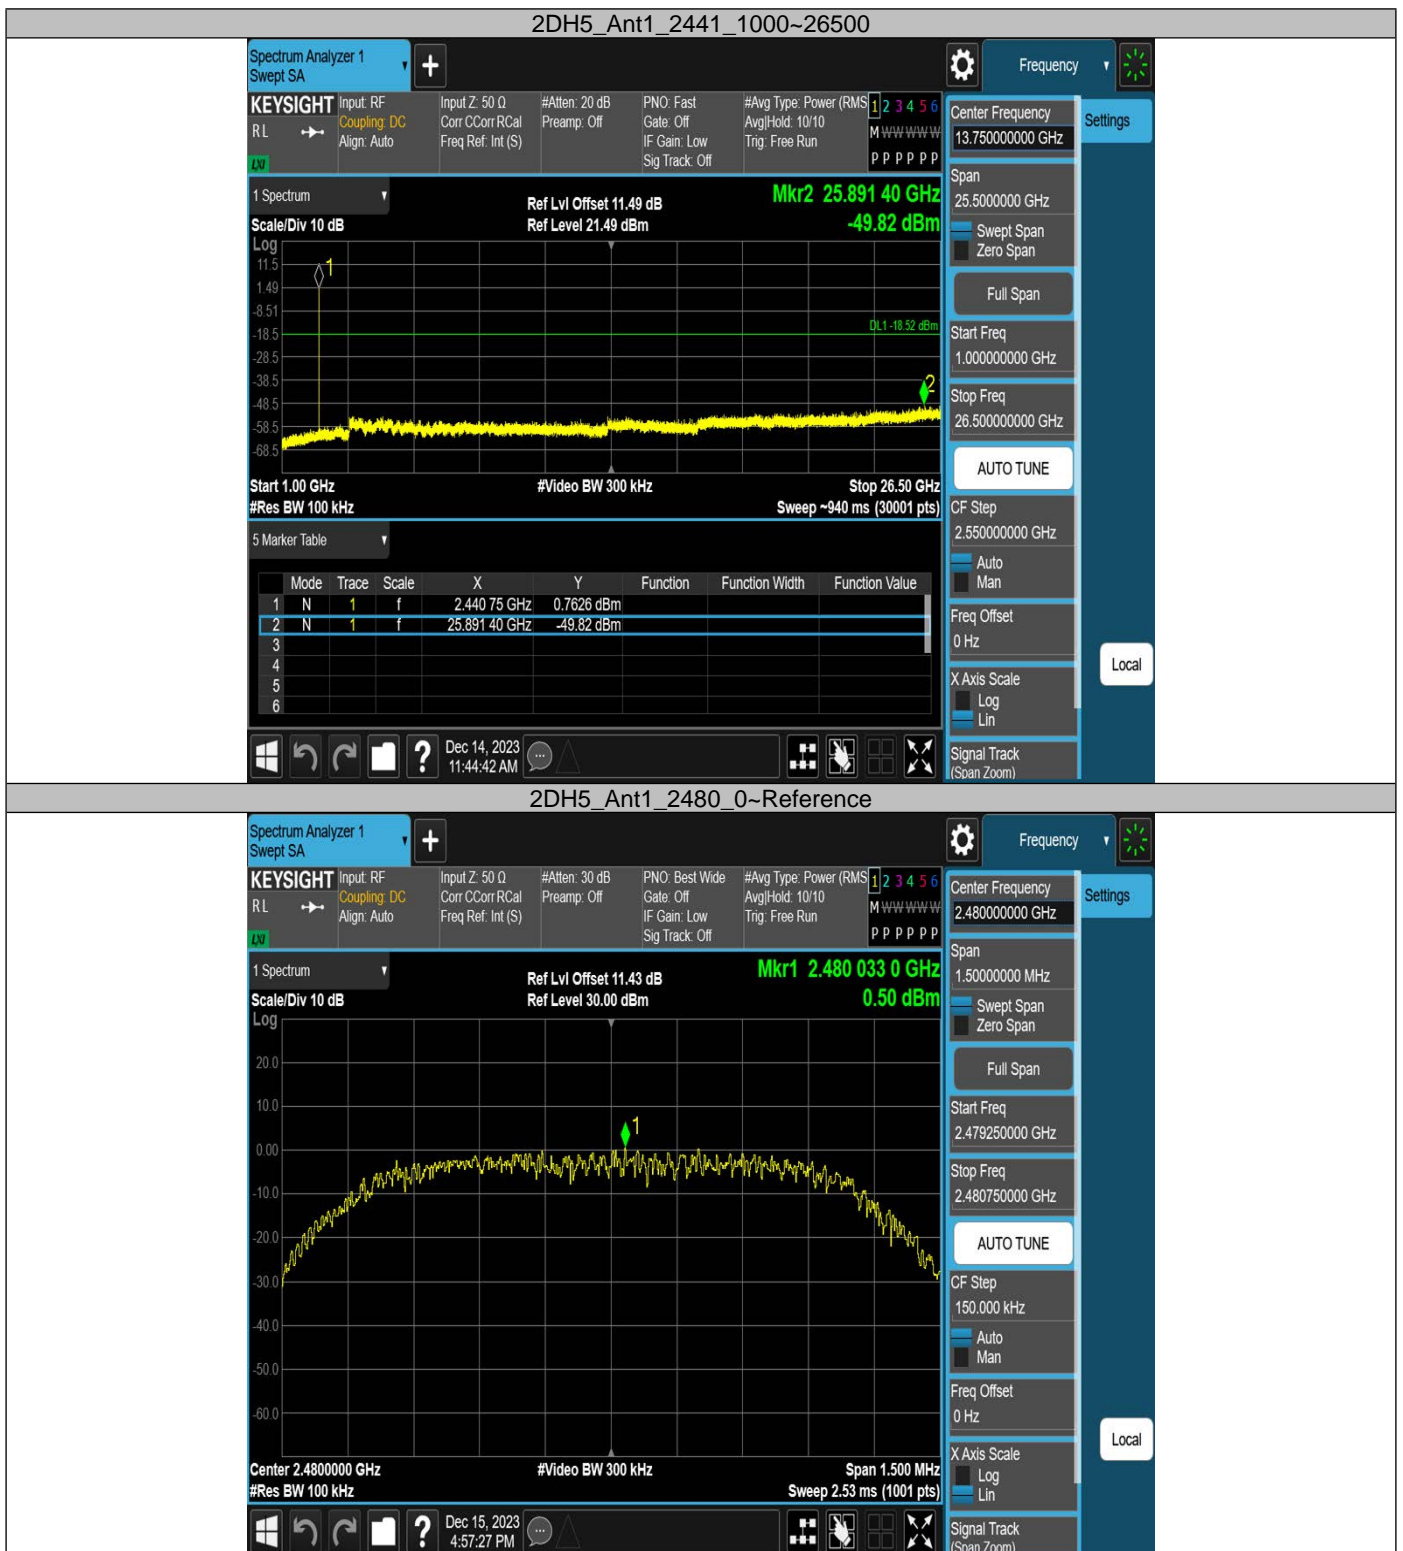 2DH5_Ant1_2441_1000~26500
Spectrum Analyzer 1
Swept SA
Frequency
KEYSIGHT
RL
LXI
Input: RF
Coupling: DC
Align: Auto
Input Z: 50 Ω
Corr CCorr RCal
Freq Ref: Int (S)
#Atten: 20 dB
Preamp: Off
PNO: Fast
Gate: Off
IF Gain: Low
Sig Track: Off
#Avg Type: Power (RMS
Avg|Hold: 10/10
Trig: Free Run
1 2 3 4 5 6
M W W W W W
P P P P P P
Center Frequency
13.750000000 GHz
Settings
Span
25.5000000 GHz
Swept Span
Zero Span
Full Span
Start Freq
1.000000000 GHz
Stop Freq
26.500000000 GHz
AUTO TUNE
CF Step
2.550000000 GHz
Auto
Man
Freq Offset
0 Hz
X Axis Scale
Log
Lin
Signal Track
(Span Zoom)
Local
1 Spectrum
Scale/Div 10 dB
Ref Lvl Offset 11.49 dB
Ref Level 21.49 dBm
Mkr2 25.891 40 GHz
-49.82 dBm
Log
11.5
1.49
-8.51
-18.5
-28.5
-38.5
-48.5
-58.5
-68.5
1
DL1 -18.52 dBm
2
Start 1.00 GHz
#Video BW 300 kHz
Stop 26.50 GHz
#Res BW 100 kHz
Sweep ~940 ms (30001 pts)
5 Marker Table
Mode Trace Scale X Y Function Function Width Function Value
1 N 1 f 2.440 75 GHz 0.7626 dBm
2 N 1 f 25.891 40 GHz -49.82 dBm
3
4
5
6
?
Dec 14, 2023
11:44:42 AM
2DH5_Ant1_2480_0~Reference
Spectrum Analyzer 1
Swept SA
Frequency
KEYSIGHT
RL
LXI
Input: RF
Coupling: DC
Align: Auto
Input Z: 50 Ω
Corr CCorr RCal
Freq Ref: Int (S)
#Atten: 30 dB
Preamp: Off
PNO: Best Wide
Gate: Off
IF Gain: Low
Sig Track: Off
#Avg Type: Power (RMS
Avg|Hold: 10/10
Trig: Free Run
1 2 3 4 5 6
M W W W W W
P P P P P P
Center Frequency
2.480000000 GHz
Settings
Span
1.50000000 MHz
Swept Span
Zero Span
Full Span
Start Freq
2.479250000 GHz
Stop Freq
2.480750000 GHz
AUTO TUNE
CF Step
150.000 kHz
Auto
Man
Freq Offset
0 Hz
X Axis Scale
Log
Lin
Signal Track
(Span Zoom)
Local
1 Spectrum
Scale/Div 10 dB
Ref Lvl Offset 11.43 dB
Ref Level 30.00 dBm
Mkr1 2.480 033 0 GHz
0.50 dBm
Log
20.0
10.0
0.00
-10.0
-20.0
-30.0
-40.0
-50.0
-60.0
1
Center 2.4800000 GHz
#Video BW 300 kHz
Span 1.500 MHz
#Res BW 100 kHz
Sweep 2.53 ms (1001 pts)
?
Dec 15, 2023
4:57:27 PM